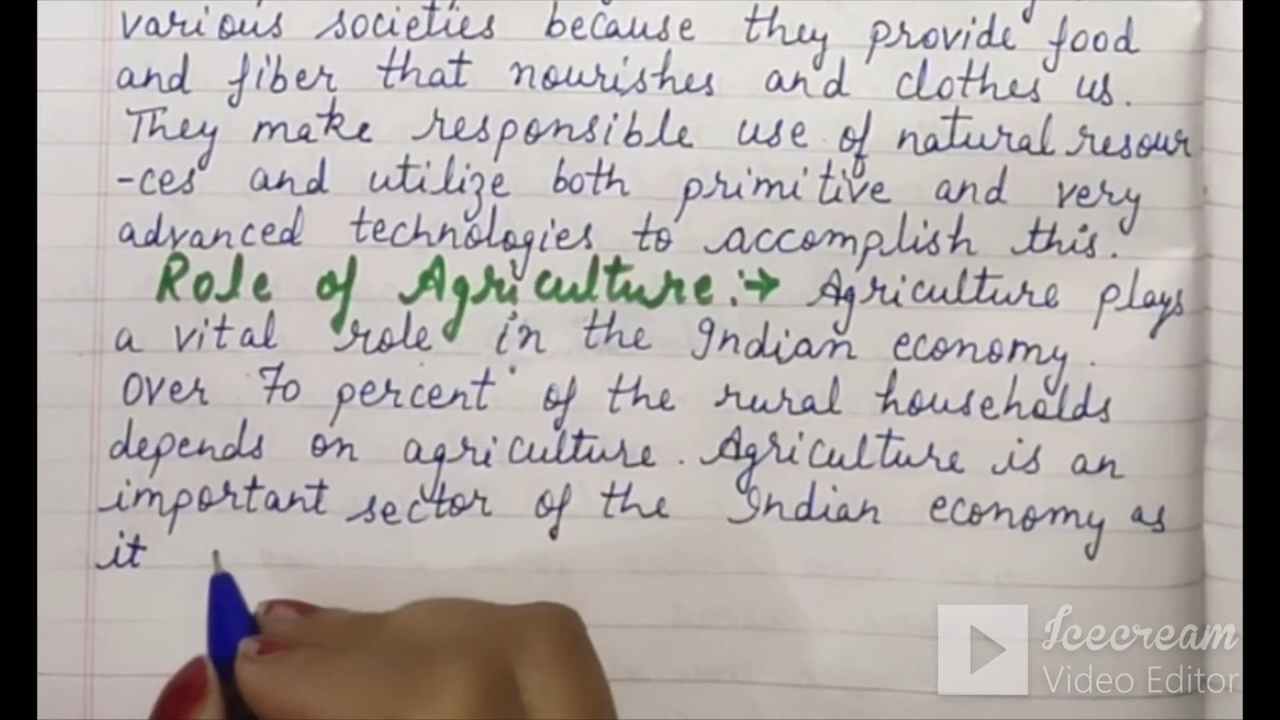 various societies because they provide food
and fiber that nourishes and clothes us.
They make responsible use of natural resour
-ces and utilize both primitive and very
advanced technologies to accomplish this.
Role of Agriculture :→ Agriculture plays
a vital role in the Indian economy.
Over 70 percent of the rural households
depends on agriculture. Agriculture is an
important sector of the Indian economy as
it
Icecream
Video Editor